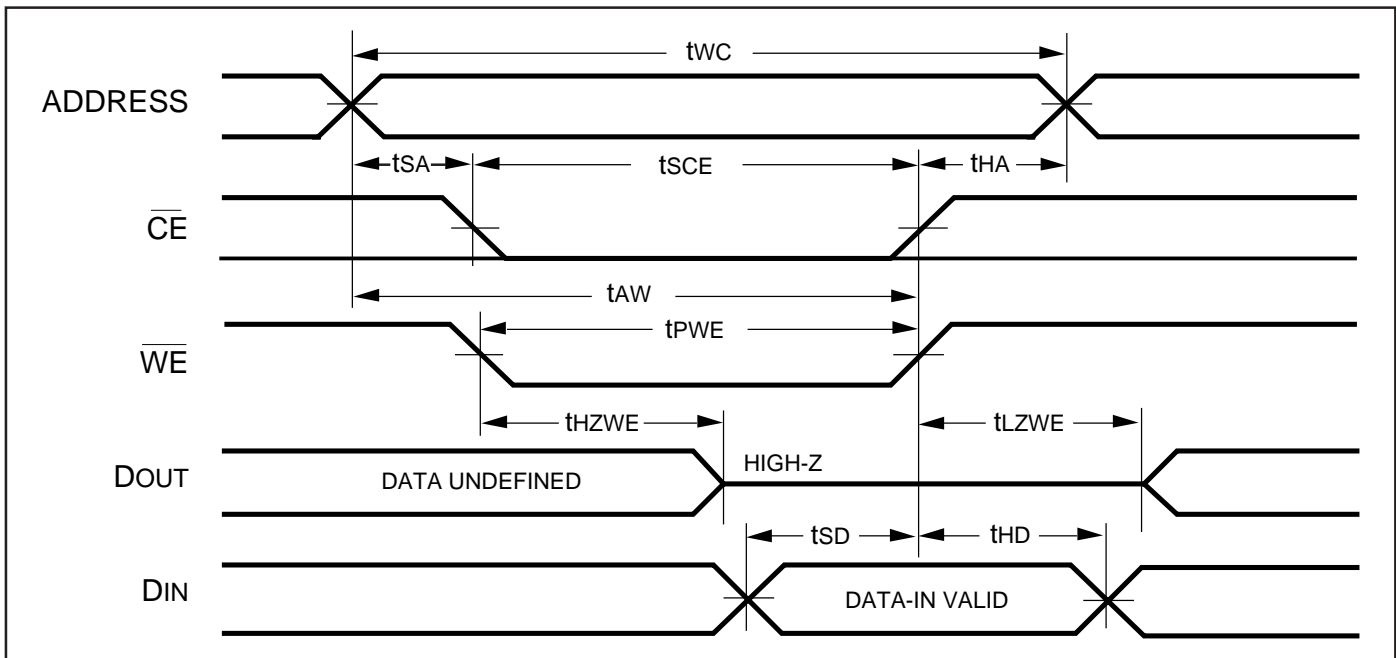 tWC
ADDRESS
tSA
tSCE
tHA
CE
tAW
tPWE
WE
tHZWE
tLZWE
DOUT
DATA UNDEFINED
HIGH-Z
tSD
tHD
DIN
DATA-IN VALID